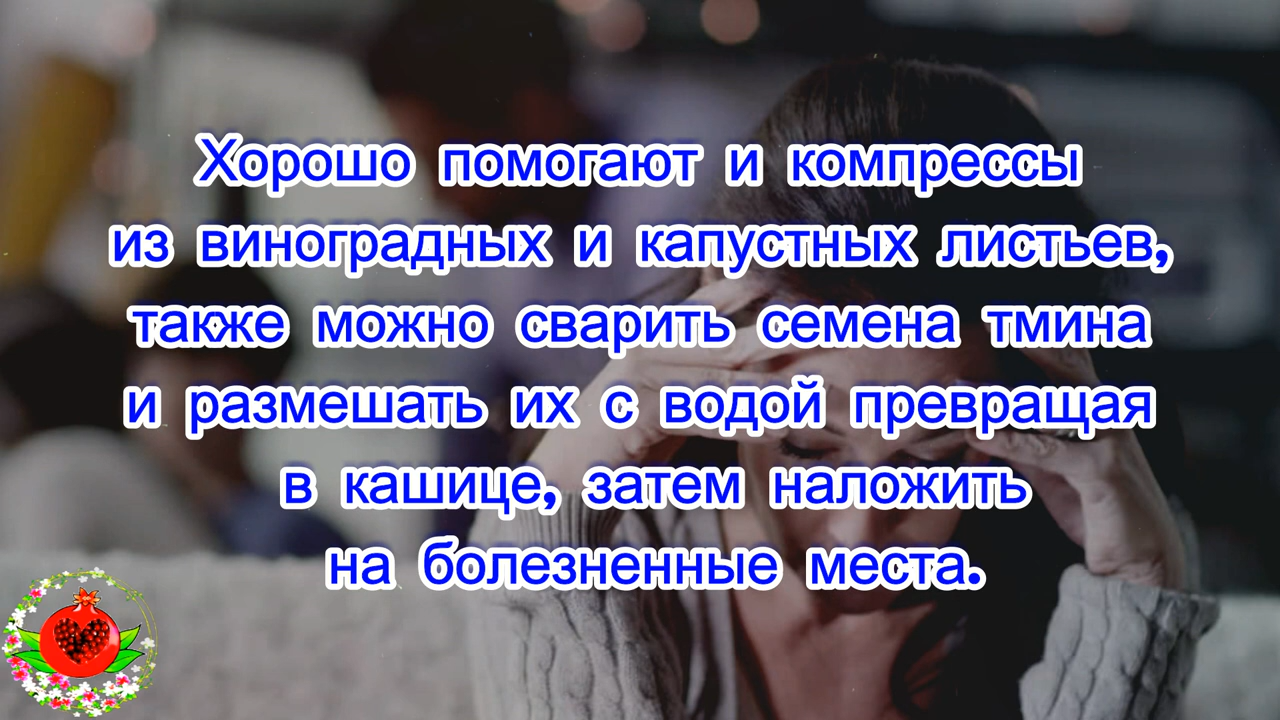 Хорошо помогают и компрессы
из виноградных и капустных листьев,
также можно сварить семена тмина
и размешать их с водой превращая
в кашице, затем наложить
на болезненные места.